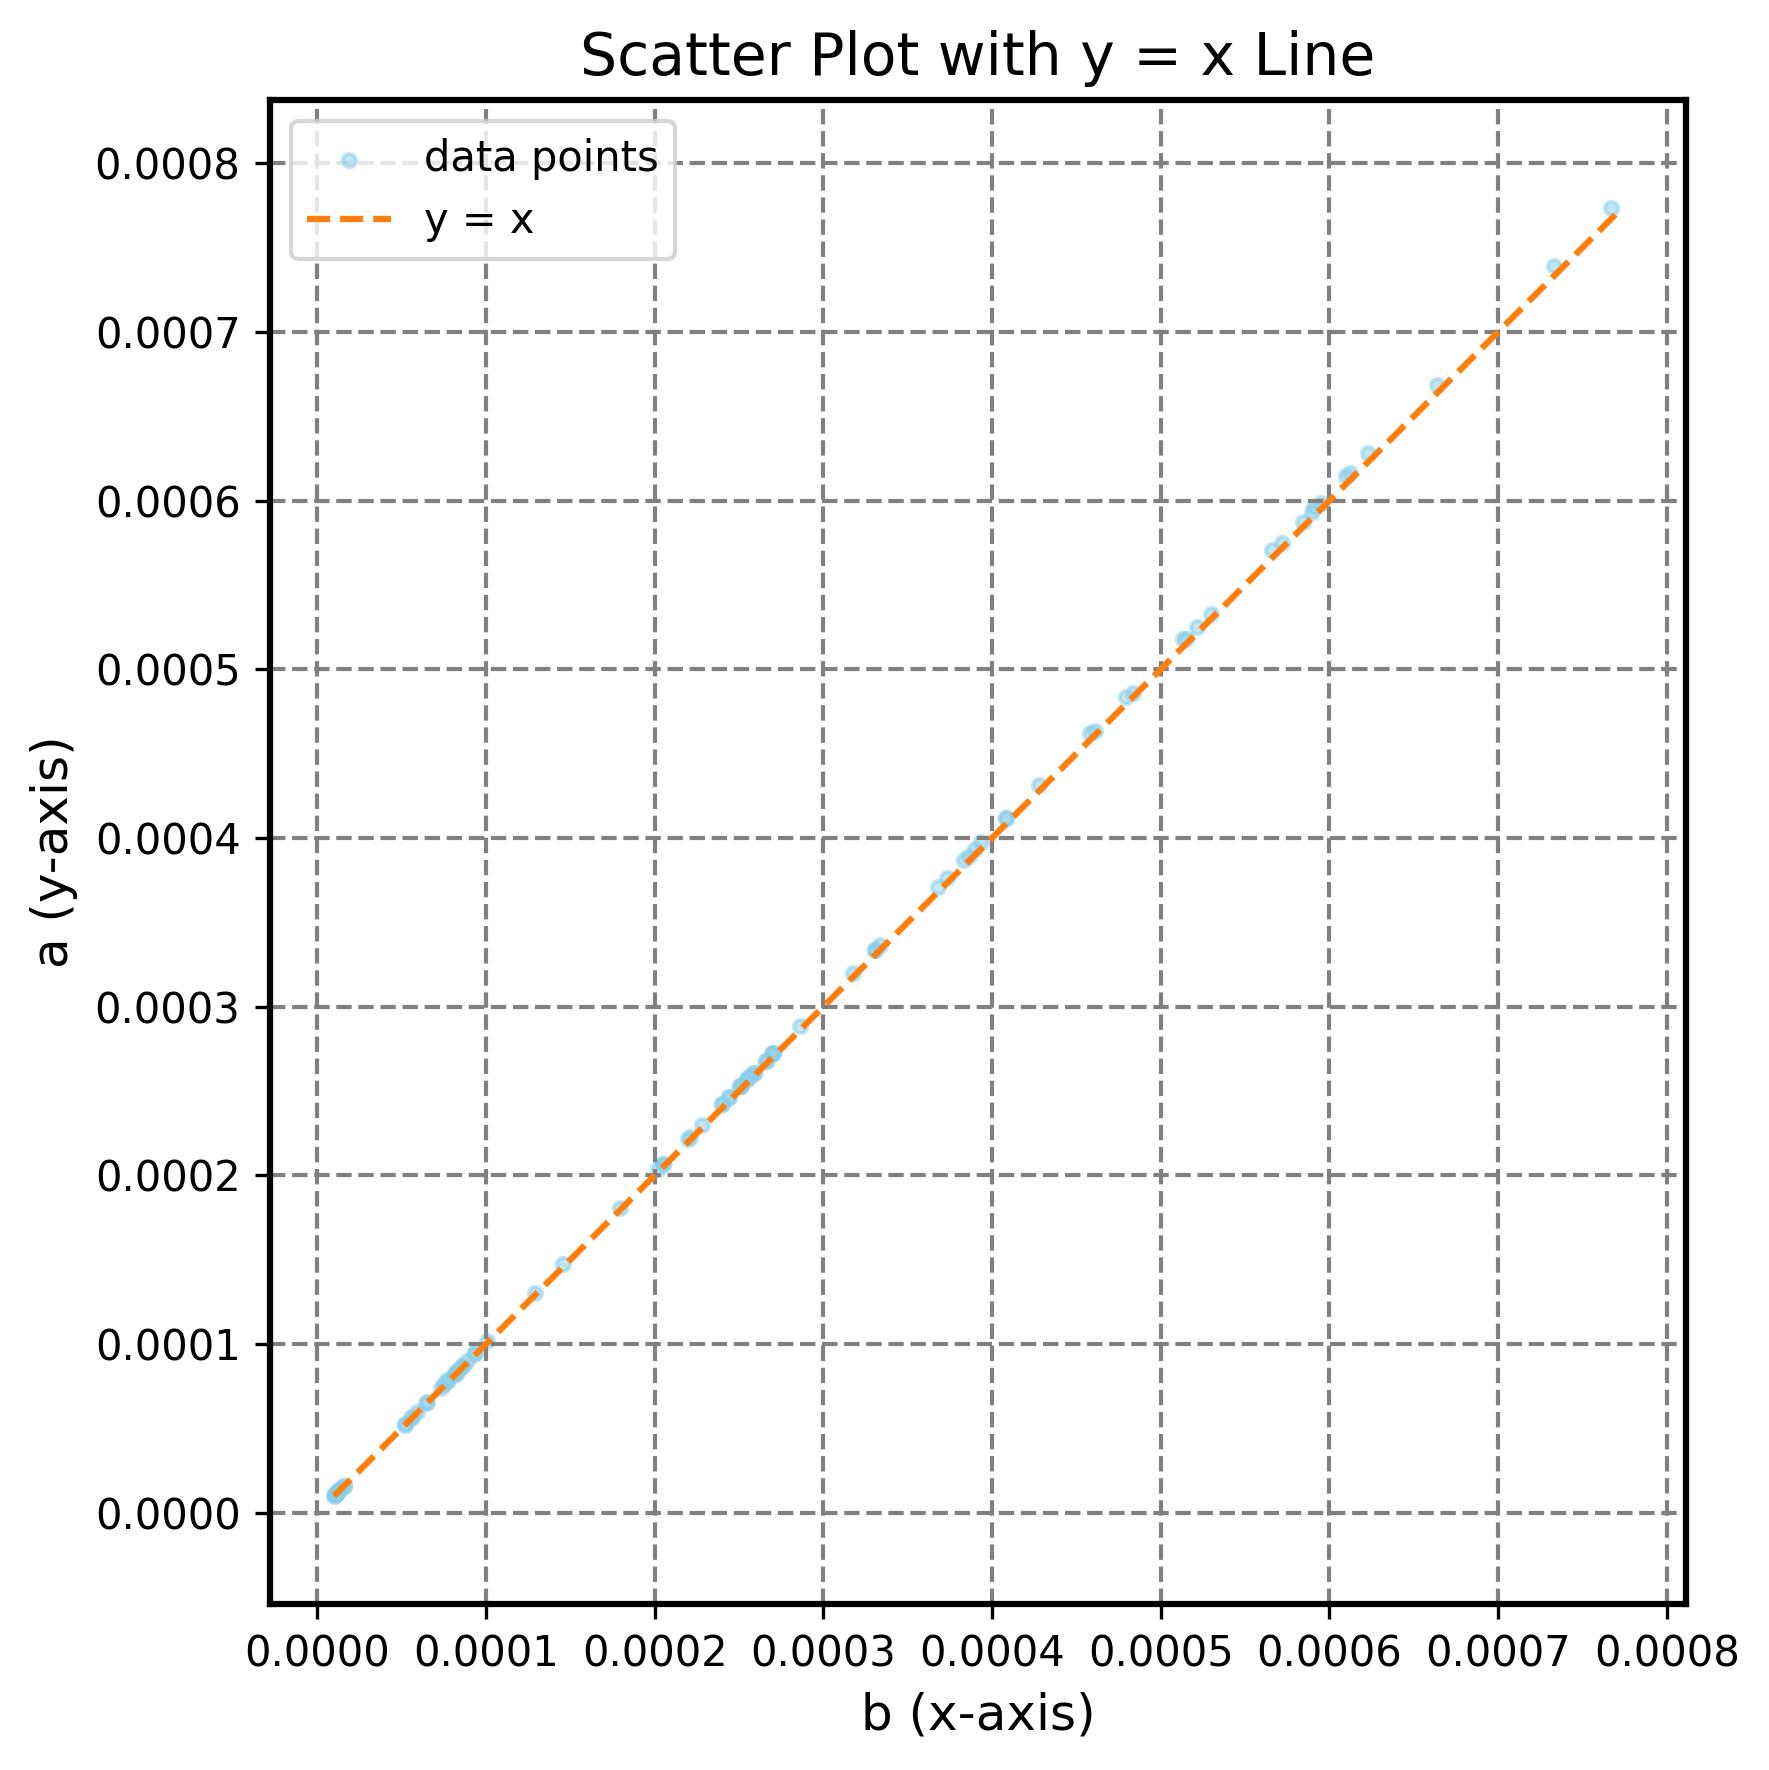 Scatter Plot with y = x Line
data points
y = x
0.0008
0.0007
0.0006
0.0005
0.0004
0.0003
0.0002
0.0001
0.0000
a (y-axis)
0.0000 0.0001 0.0002 0.0003 0.0004 0.0005 0.0006 0.0007 0.0008
b (x-axis)